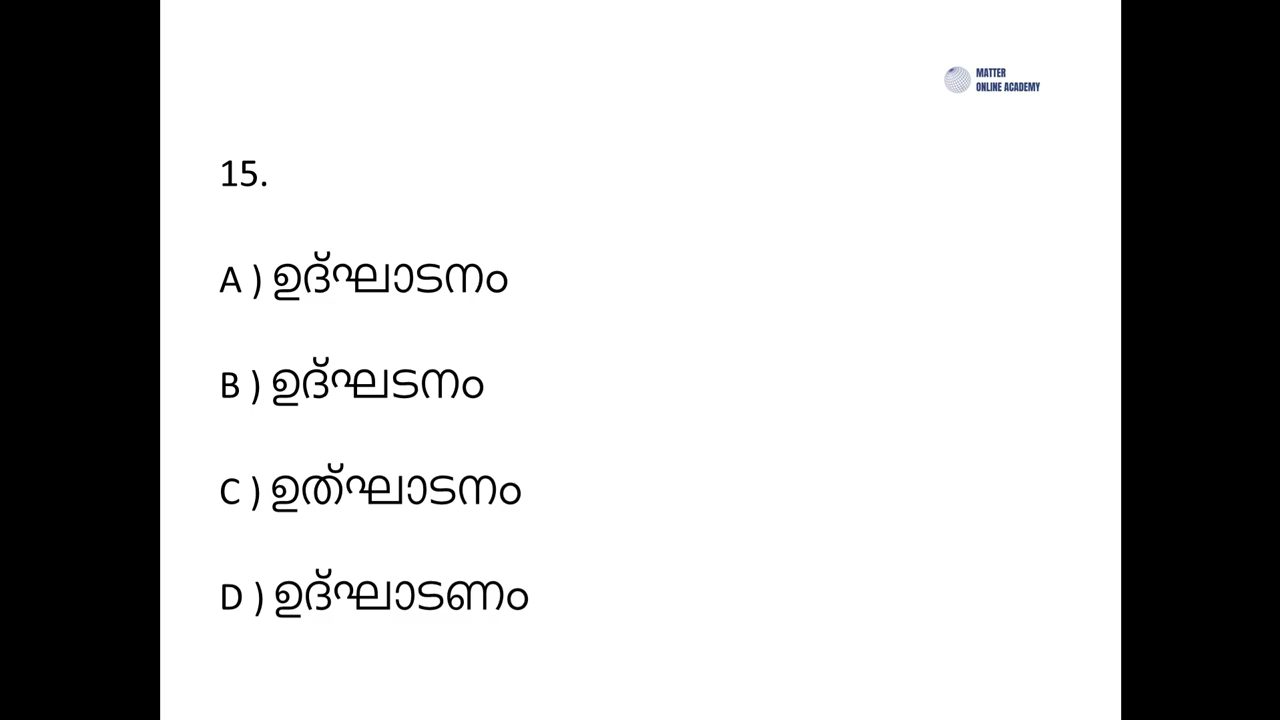 MATTER
ONLINE ACADEMY
15.
A ) ഉദ്ഘാടനം
B ) ഉദ്ഘടനം
C ) ഉത്ഘാടനം
D ) ഉദ്ഘാടണം